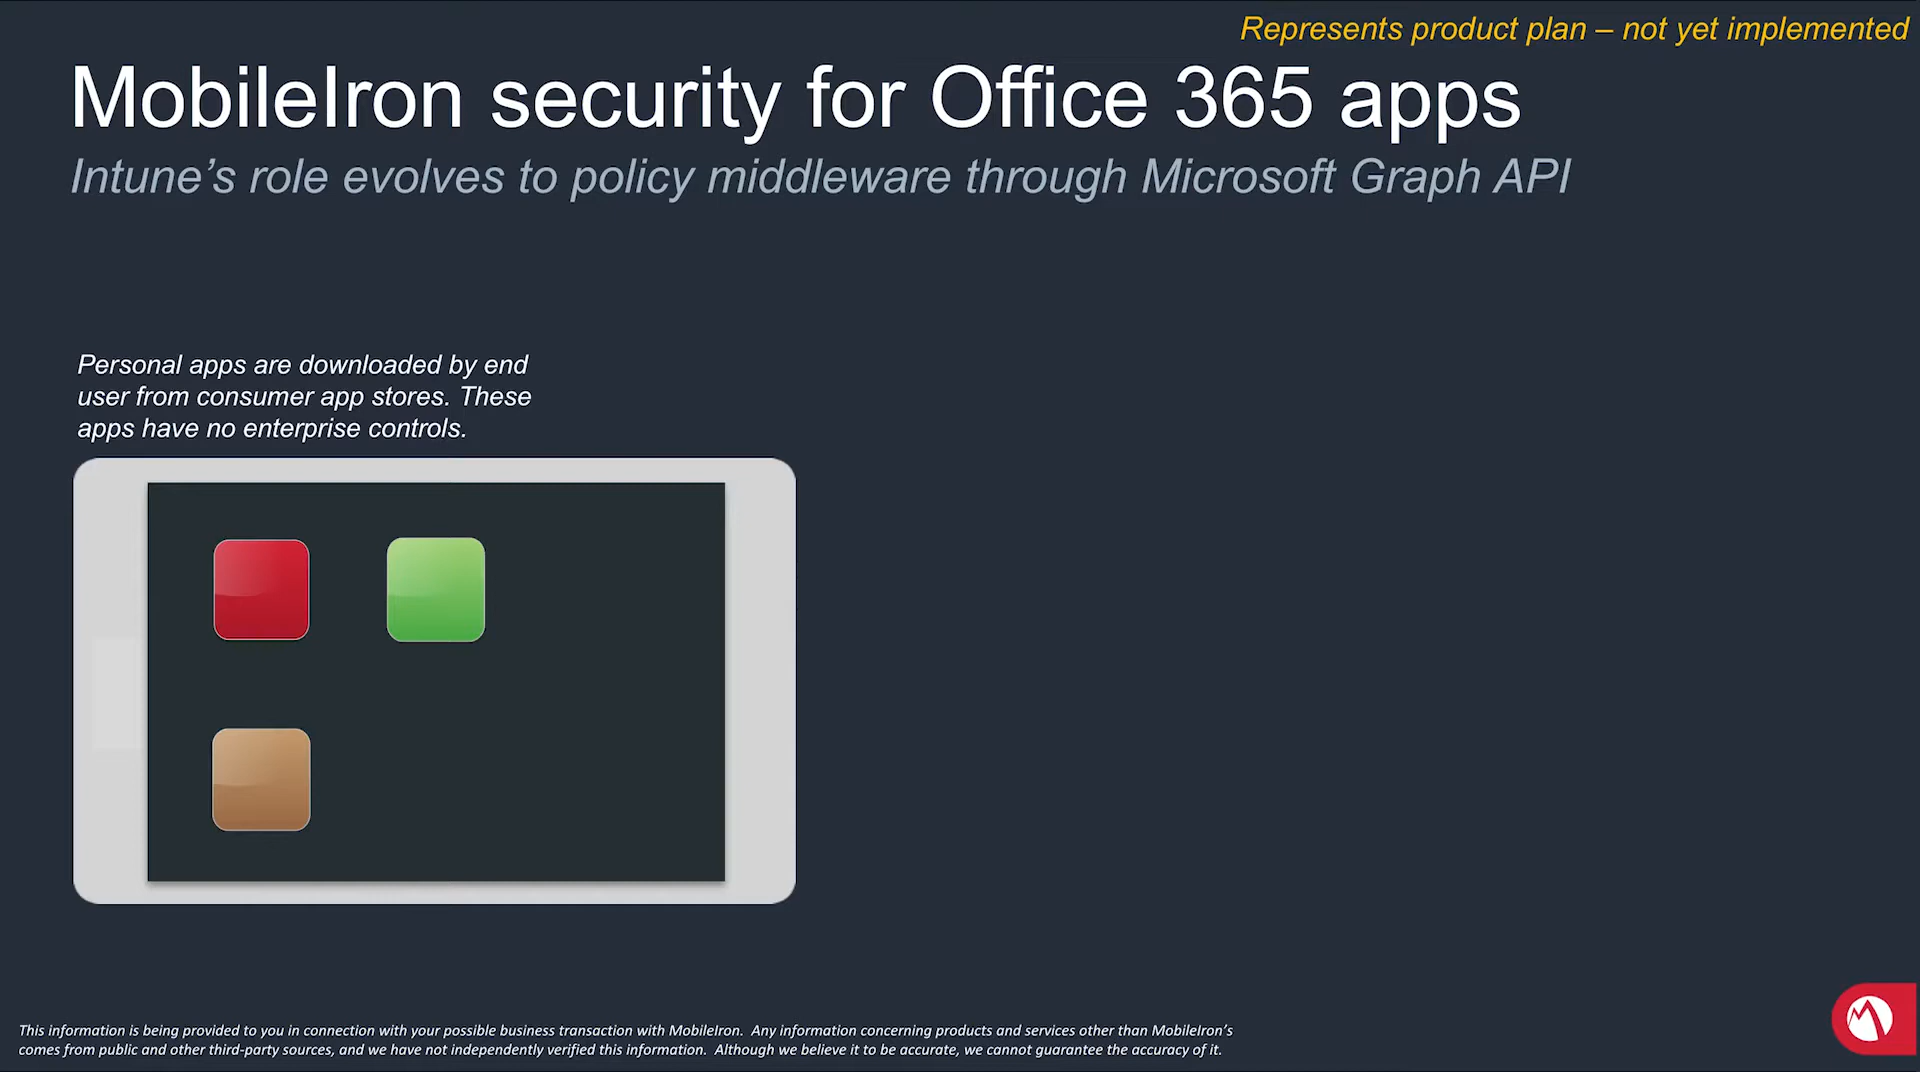 Represents product plan – not yet implemented
MobileIron security for Office 365 apps
Intune’s role evolves to policy middleware through Microsoft Graph API
Personal apps are downloaded by end
user from consumer app stores. These
apps have no enterprise controls.
This information is being provided to you in connection with your possible business transaction with MobileIron.  Any information concerning products and services other than MobileIron’s
comes from public and other third-party sources, and we have not independently verified this information.  Although we believe it to be accurate, we cannot guarantee the accuracy of it.